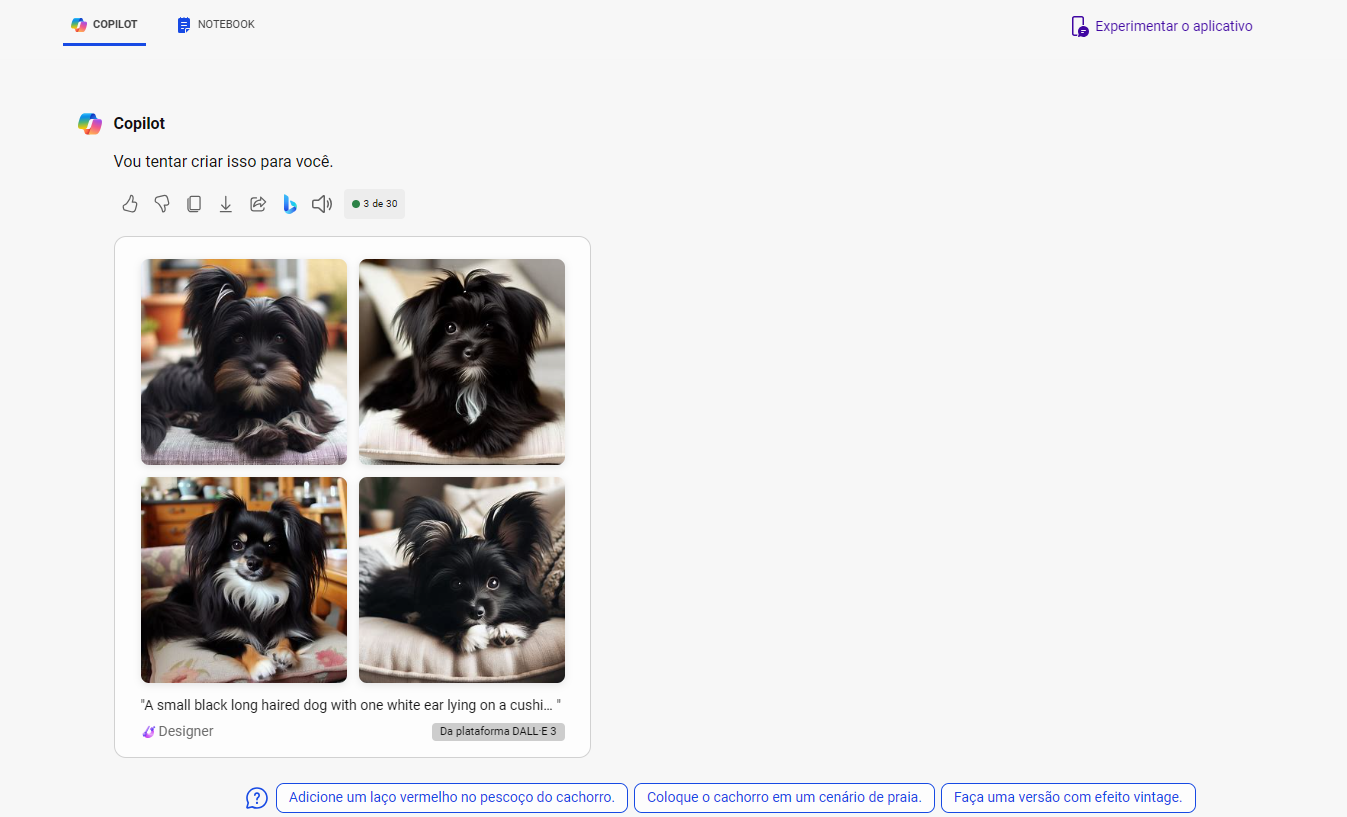 COPILOT
NOTEBOOK
Experimentar o aplicativo
Copilot
Vou tentar criar isso para você.
3 de 30
"A small black long haired dog with one white ear lying on a cushi... "
Designer
Da plataforma DALL·E 3
Adicione um laço vermelho no pescoço do cachorro.
Coloque o cachorro em um cenário de praia.
Faça uma versão com efeito vintage.